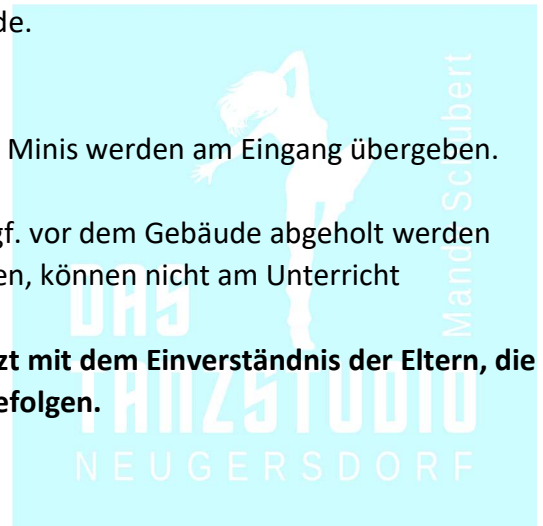 de.
Minis werden am Eingang übergeben.
gf. vor dem Gebäude abgeholt werden
en, können nicht am Unterricht
zt mit dem Einverständnis der Eltern, die
efolgen.
DAS
TANZSTUDIO
NEUGERSDORF
Mandy Schubert